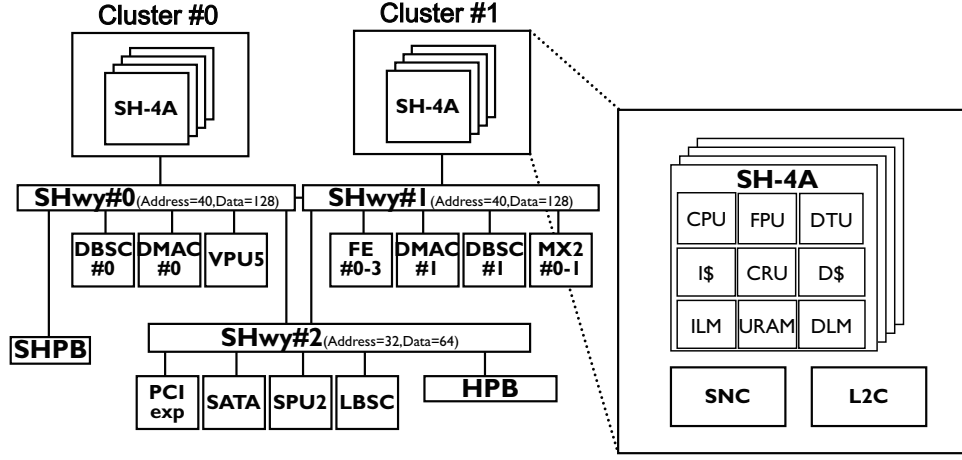 Cluster #0
Cluster #1
SH-4A
SH-4A
SHwy#0(Address=40,Data=128)
SHwy#1(Address=40,Data=128)
DBSC
#0
DMAC
#0
VPU5
FE
#0-3
DMAC
#1
DBSC
#1
MX2
#0-1
SHPB
SHwy#2(Address=32,Data=64)
PCI
exp
SATA
SPU2
LBSC
HPB
SH-4A
CPU
FPU
DTU
I$
CRU
D$
ILM
URAM
DLM
SNC
L2C